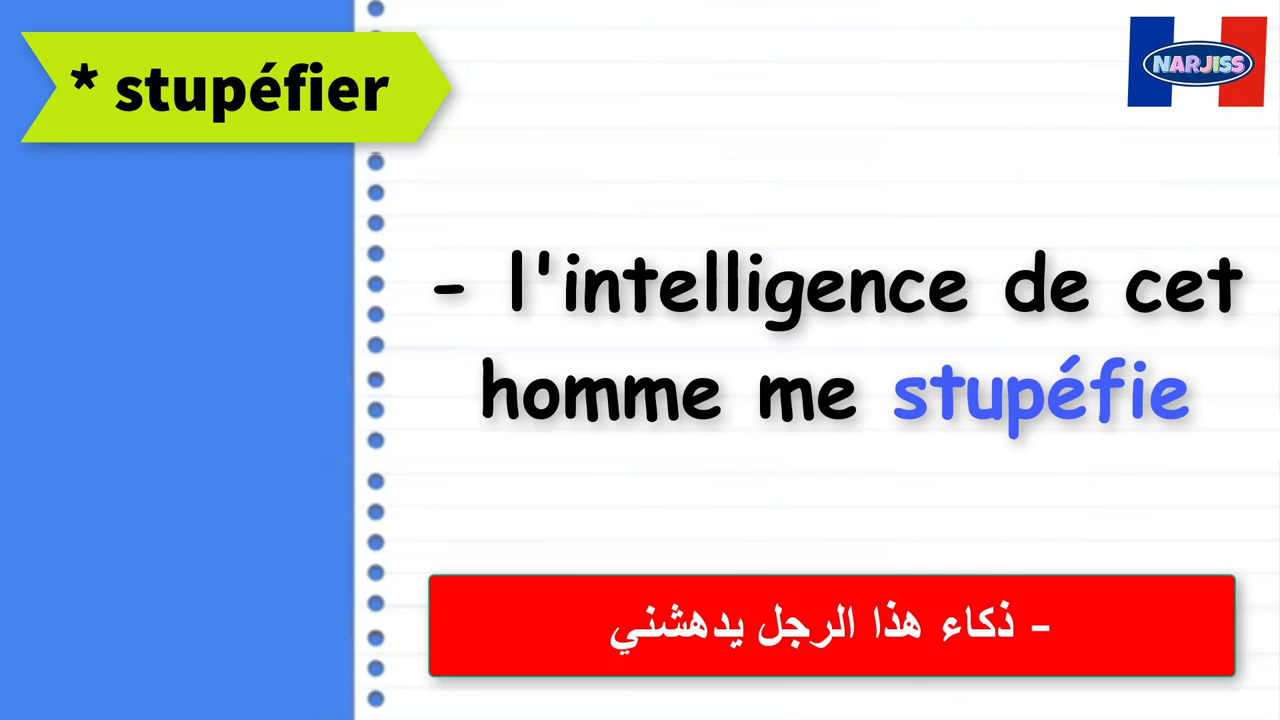 * stupéfier
NARJISS
- l'intelligence de cet
homme me stupéfie
- ذكاء هذا الرجل يدهشني